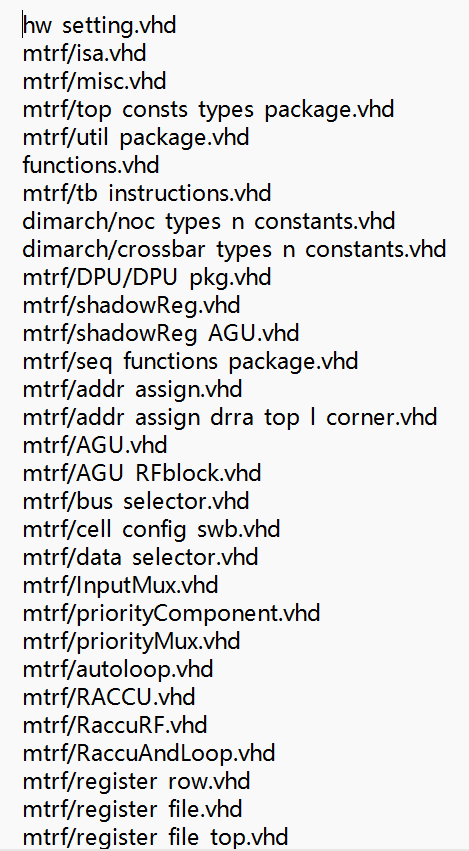 hw setting.vhd
mtrf/isa.vhd
mtrf/misc.vhd
mtrf/top consts types package.vhd
mtrf/util package.vhd
functions.vhd
mtrf/tb instructions.vhd
dimarch/noc types n constants.vhd
dimarch/crossbar types n constants.vhd
mtrf/DPU/DPU pkg.vhd
mtrf/shadowReg.vhd
mtrf/shadowReg AGU.vhd
mtrf/seq functions package.vhd
mtrf/addr assign.vhd
mtrf/addr assign drra top l corner.vhd
mtrf/AGU.vhd
mtrf/AGU RFblock.vhd
mtrf/bus selector.vhd
mtrf/cell config swb.vhd
mtrf/data selector.vhd
mtrf/InputMux.vhd
mtrf/priorityComponent.vhd
mtrf/priorityMux.vhd
mtrf/autoloop.vhd
mtrf/RACCU.vhd
mtrf/RaccuRF.vhd
mtrf/RaccuAndLoop.vhd
mtrf/register row.vhd
mtrf/register file.vhd
mtrf/register file top.vhd